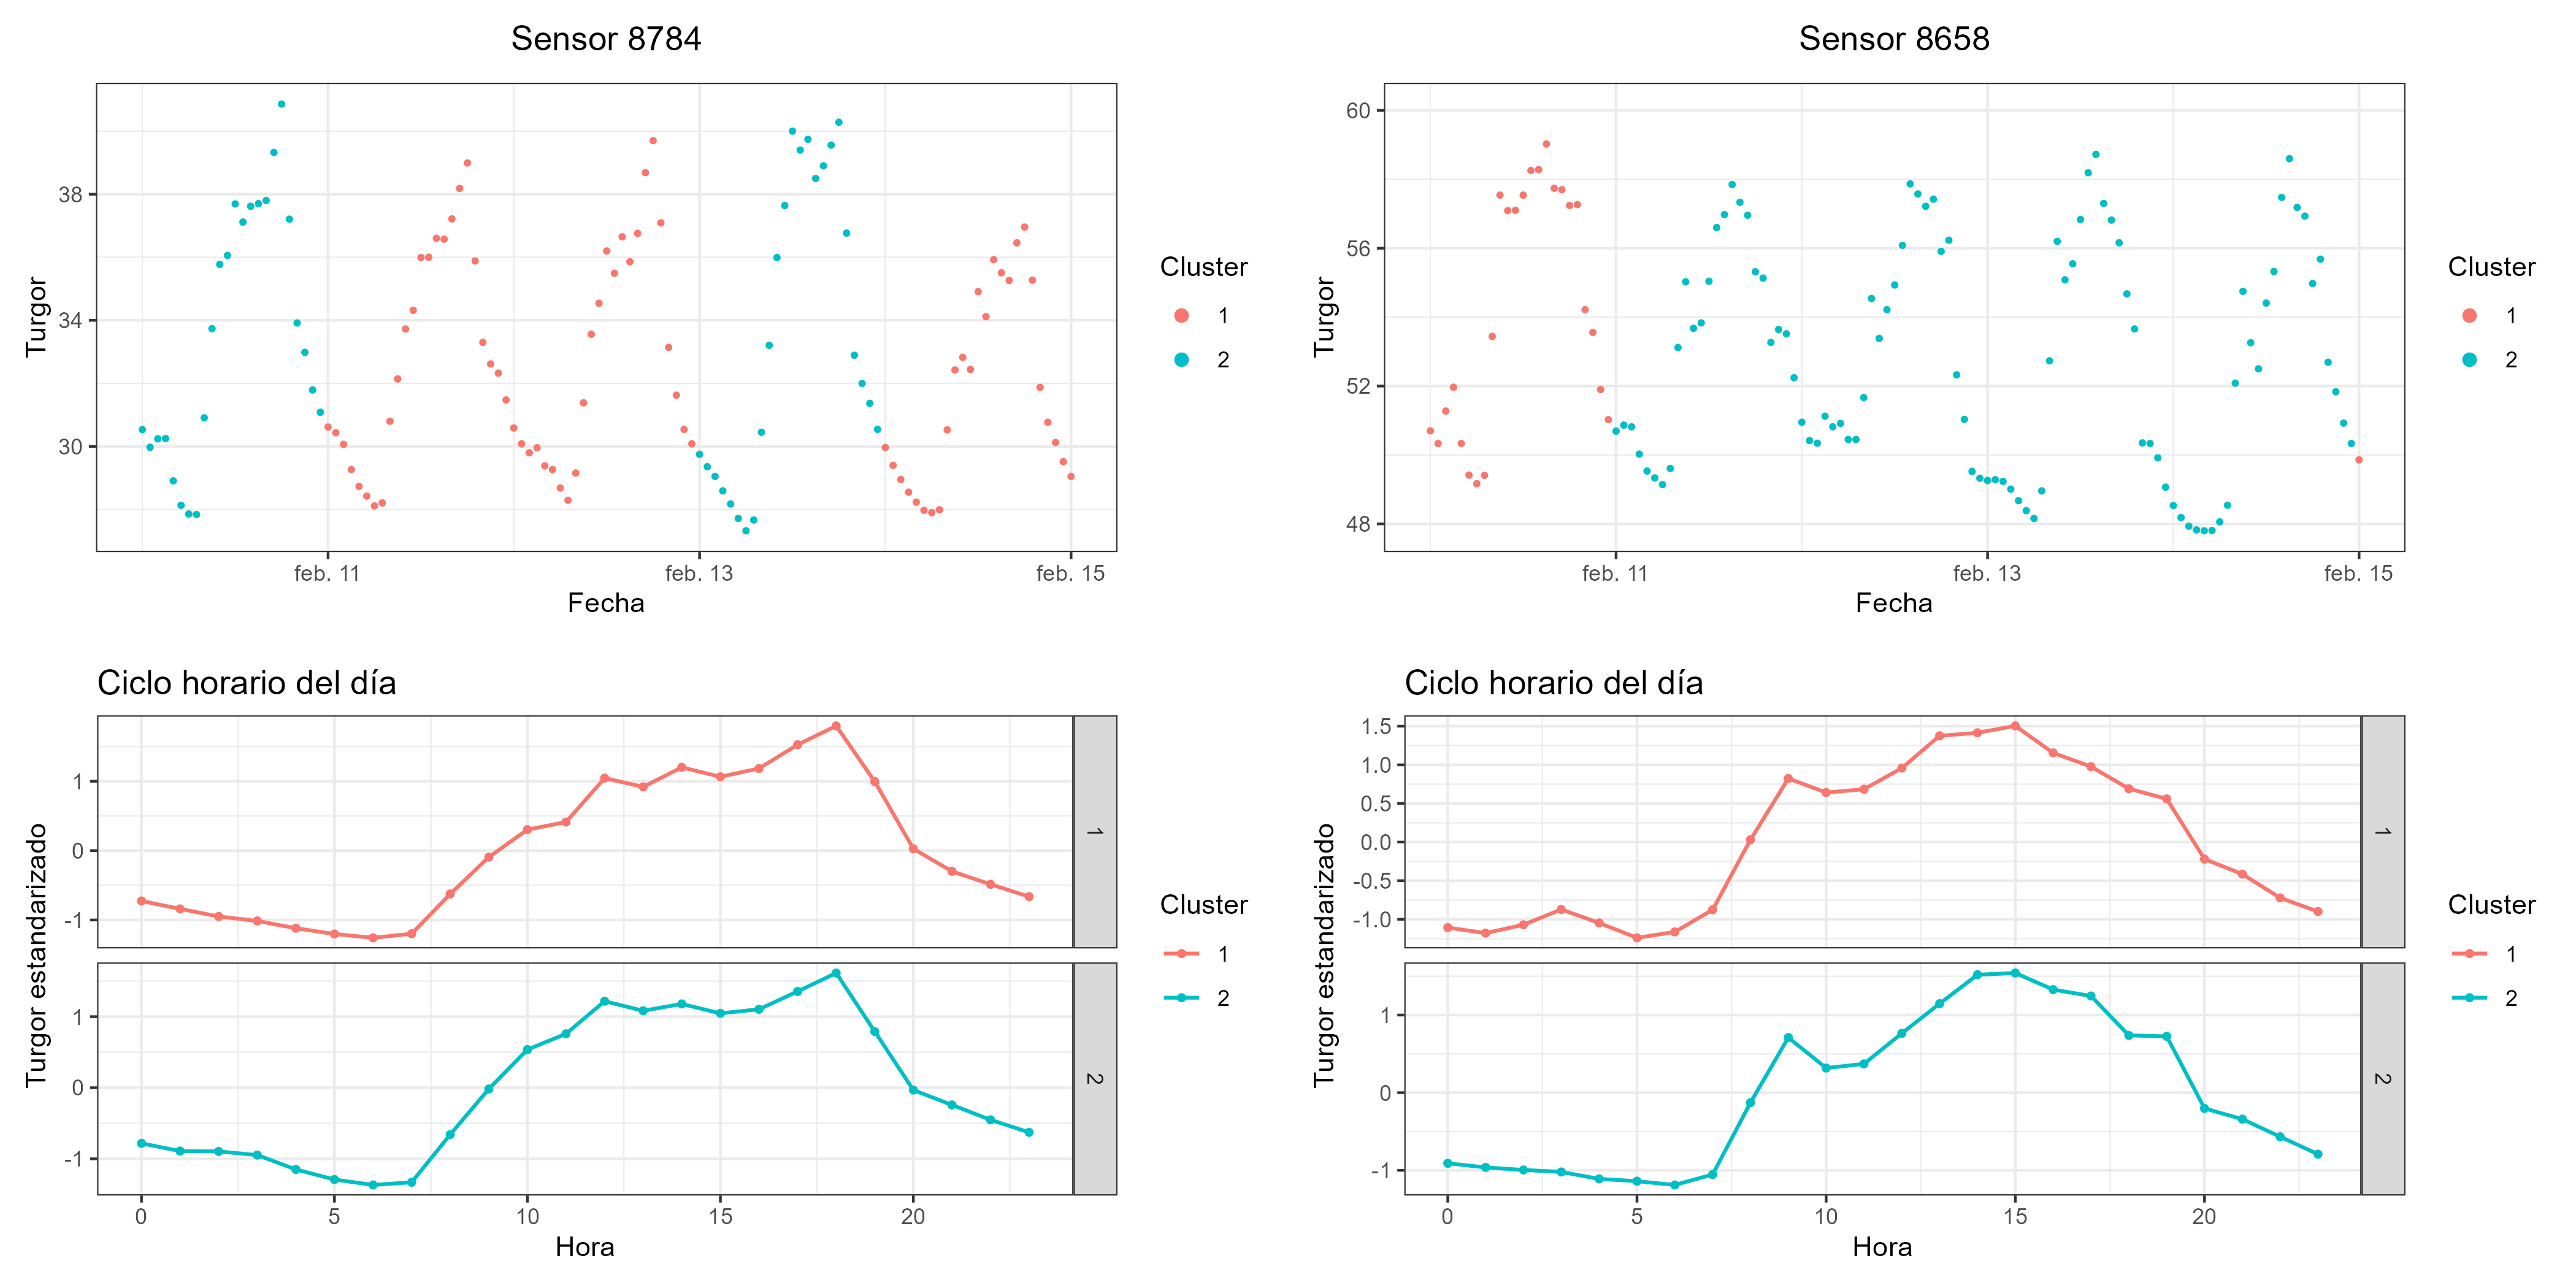 Sensor 8784
Turgor
38
34
30
feb. 11
feb. 13
feb. 15
Fecha
Cluster
1
2
Sensor 8658
Turgor
60
56
52
48
feb. 11
feb. 13
feb. 15
Fecha
Cluster
1
2
Ciclo horario del día
Turgor estandarizado
1
0
-1
1
1
0
-1
2
0
5
10
15
20
Hora
Cluster
1
2
Ciclo horario del día
Turgor estandarizado
1.5
1.0
0.5
0.0
-0.5
-1.0
1
1
0
-1
2
0
5
10
15
20
Hora
Cluster
1
2